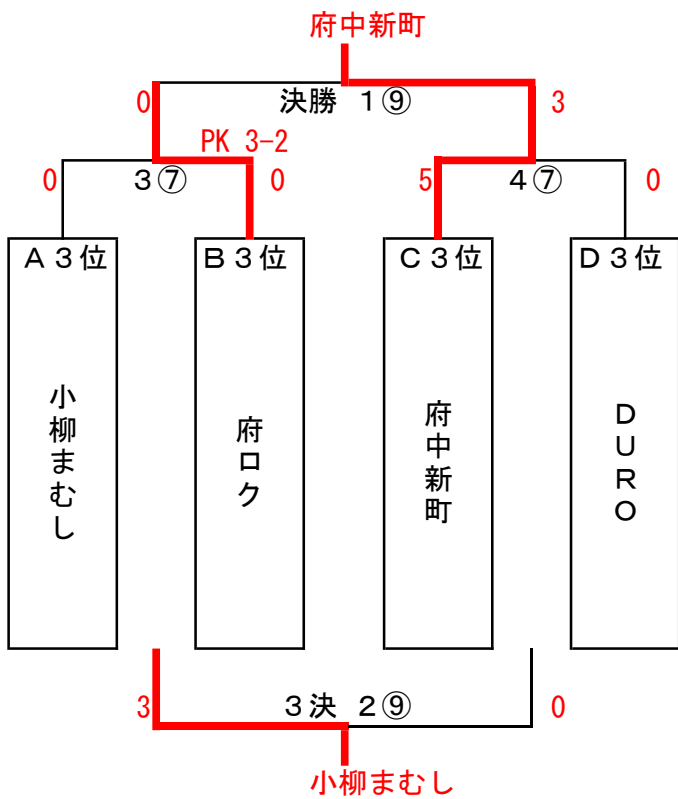 府中新町
0 決勝 1⑨ 3
PK 3-2
0 3⑦ 0 5 4⑦ 0
A3位 B3位 C3位 D3位
小柳まむし
府ロク
府中新町
DURO
3 3決 2⑨ 0
小柳まむし